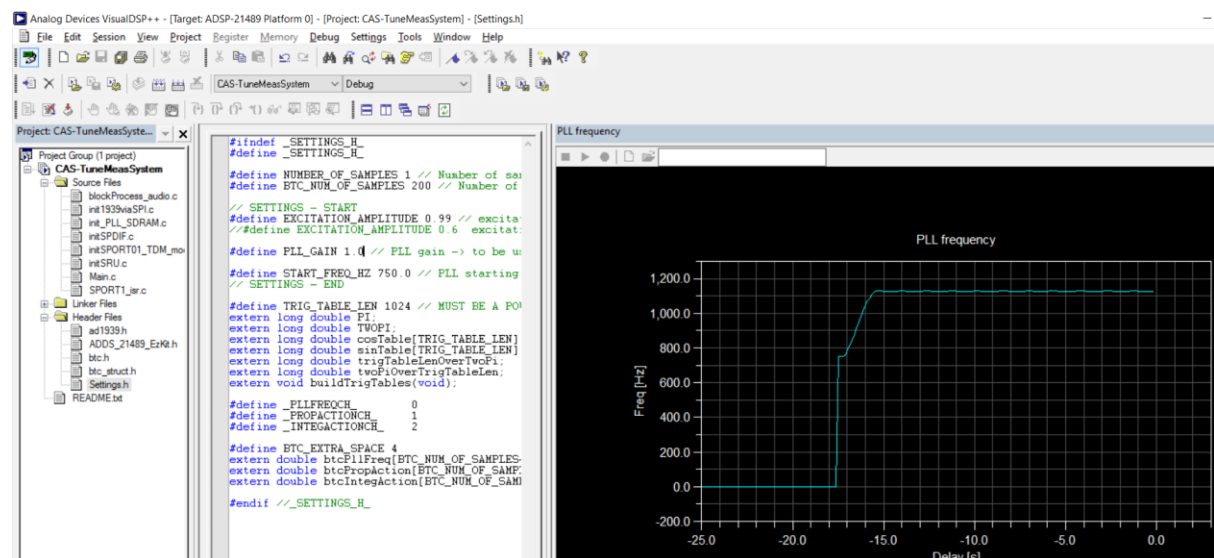 Analog Devices VisualDSP++ - [Target: ADSP-21489 Platform 0] - [Project: CAS-TuneMeasSystem] - [Settings.h]
File Edit Session View Project Register Memory Debug Settings Tools Window Help
CAS-TuneMeasSystem Debug
Project: CAS-TuneMeasSyste...
Project Group (1 project)
CAS-TuneMeasSystem
Source Files
blockProcess_audio.c
init1939viaSPI.c
init_PLL_SDRAM.c
initSPDIF.c
initSPORT01_TDM_mo
initSRU.c
Main.c
SPORT1_isr.c
Linker Files
Header Files
ad1939.h
ADDS_21489_EzKit.h
btc.h
btc_struct.h
Settings.h
README.txt
#ifndef _SETTINGS_H_
#define _SETTINGS_H_
#define NUMBER_OF_SAMPLES 1 // Number of sa
#define BTC_NUM_OF_SAMPLES 200 // Number of
// SETTINGS - START
#define EXCITATION_AMPLITUDE 0.99 // excita
//#define EXCITATION_AMPLITUDE 0.6 excitat
#define PLL_GAIN 1.0 // PLL gain -> to be u
#define START_FREQ_HZ 750.0 // PLL starting
// SETTINGS - END
#define TRIG_TABLE_LEN 1024 // MUST BE A PO
extern long double PI;
extern long double TWOPI;
extern long double cosTable[TRIG_TABLE_LEN]
extern long double sinTable[TRIG_TABLE_LEN]
extern long double trigTableLenOverTwoPi;
extern long double twoPiOverTrigTableLen;
extern void buildTrigTables(void);
#define _PLLFREQCH_ 0
#define _PROPACTIONCH_ 1
#define _INTEGACTIONCH_ 2
#define BTC_EXTRA_SPACE 4
extern double btcPllFreq[BTC_NUM_OF_SAMPLES
extern double btcPropAction[BTC_NUM_OF_SAMP
extern double btcIntegAction[BTC_NUM_OF_SAM
#endif //_SETTINGS_H_
PLL frequency
PLL frequency
Freq [Hz]
1,200.0
1,000.0
800.0
600.0
400.0
200.0
0.0
-200.0
-25.0 -20.0 -15.0 -10.0 -5.0 0.0
Delay [s]